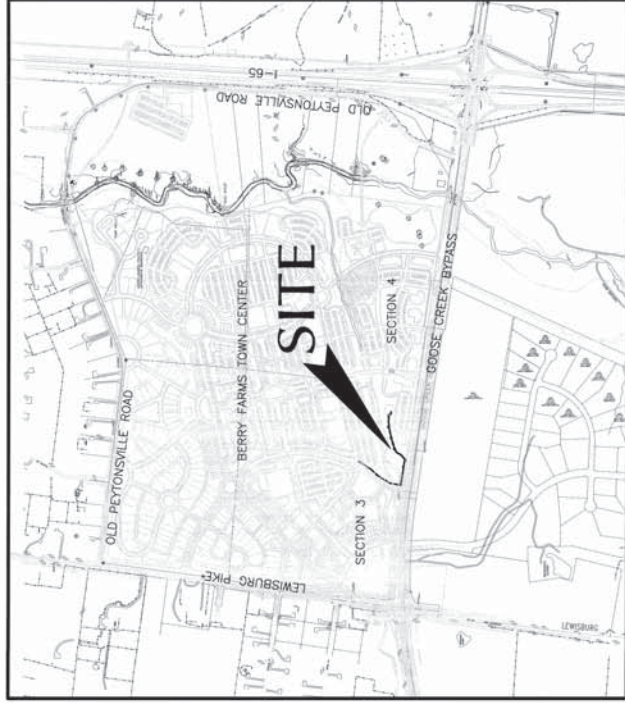 I-65
OLD PEYTONSVILLE ROAD
OLD PEYTONSVILLE ROAD
BERRY FARMS TOWN CENTER
SITE
SECTION 4
GOOSE CREEK BYPASS
SECTION 3
LEWISBURG PIKE
LEWISBURG